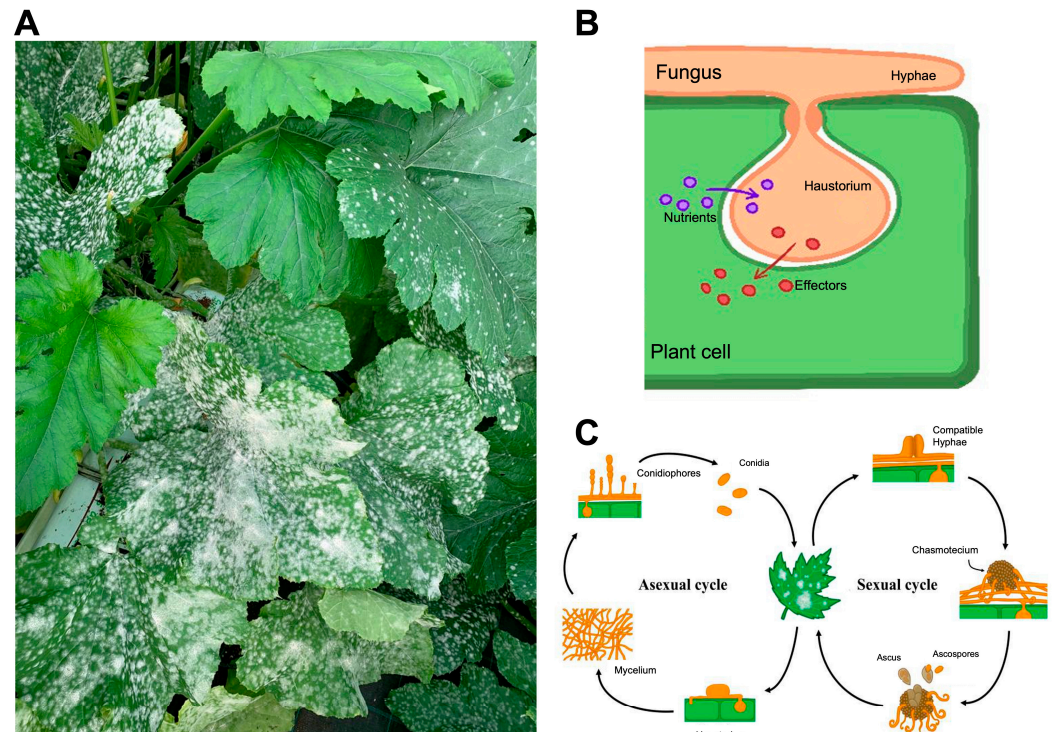 A
B
Fungus
Hyphae
Haustorium
Nutrients
Effectors
Plant cell
C
Conidiophores
Conidia
Compatible
Hyphae
Chasmotecium
Asexual cycle
Sexual cycle
Mycelium
Ascus
Ascospores